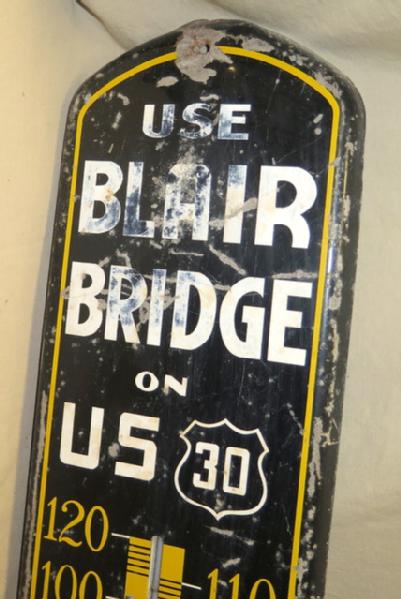 USE
BLAIR
BRIDGE
ON
US 30
120
100 110